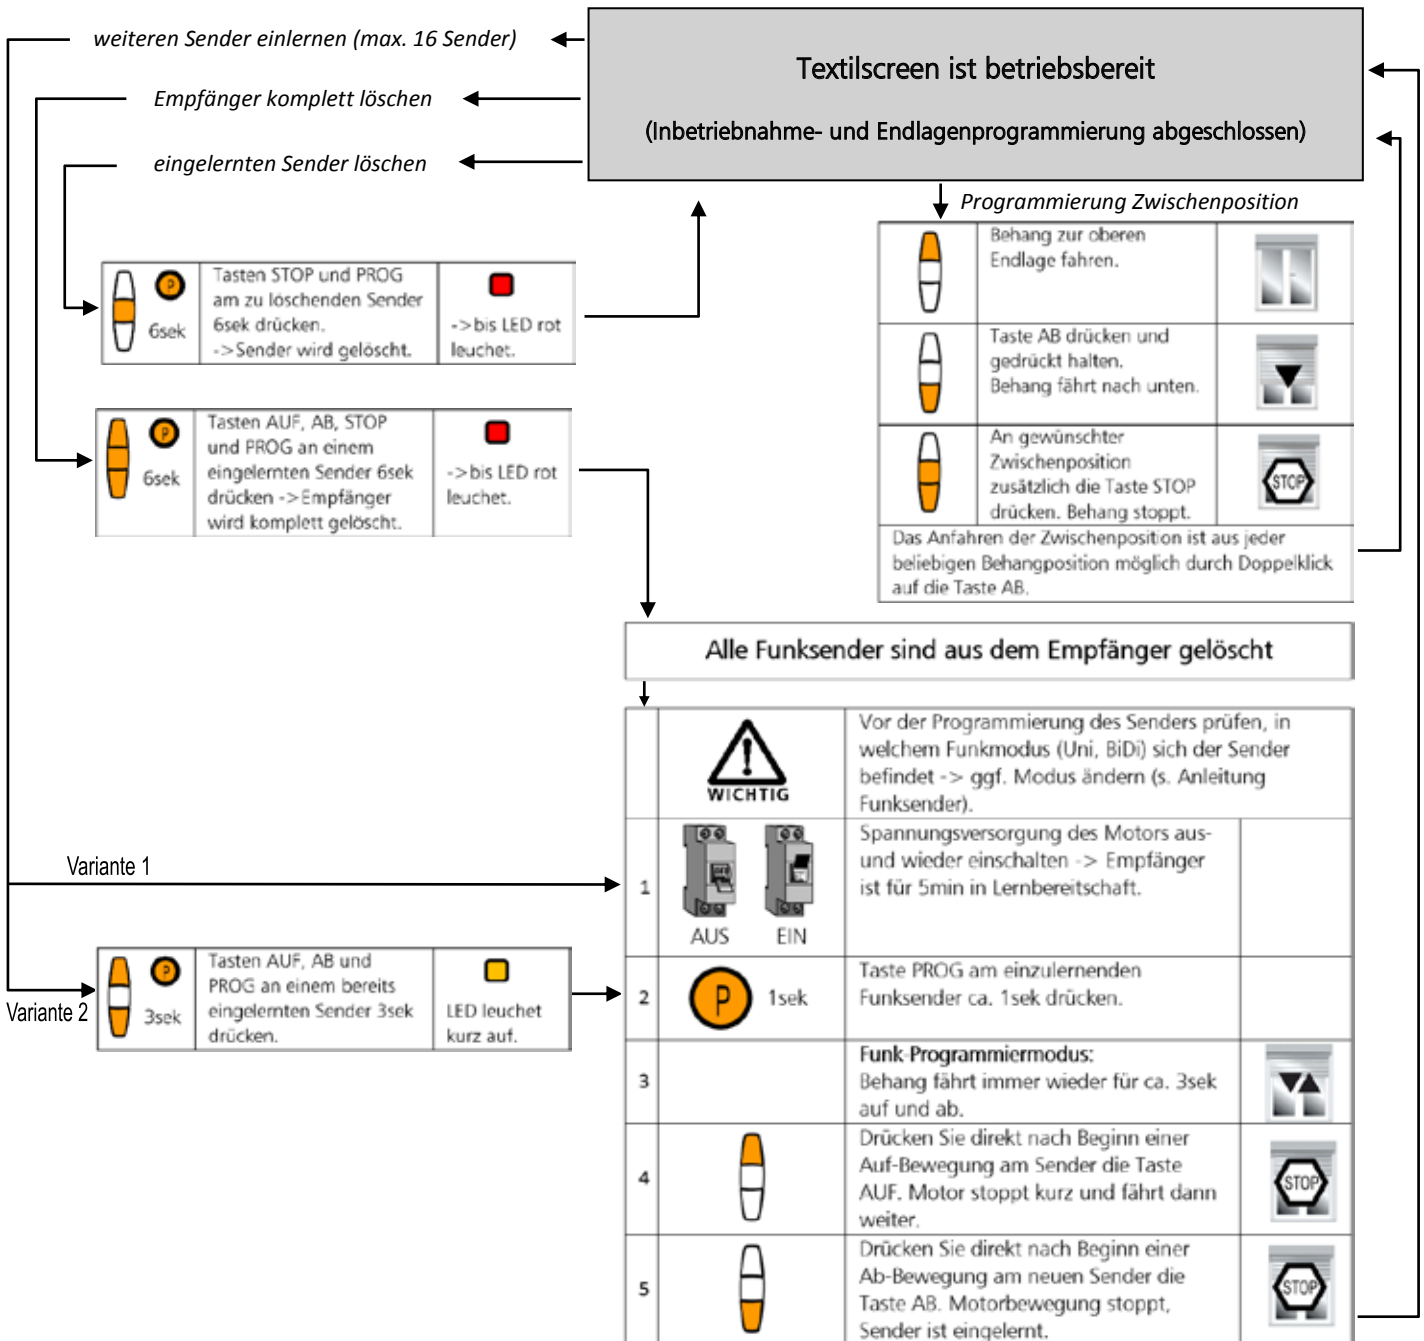 weiteren Sender einlernen (max. 16 Sender)
Empfänger komplett löschen
eingelernten Sender löschen
Textilscreen ist betriebsbereit
(Inbetriebnahme- und Endlagenprogrammierung abgeschlossen)
Programmierung Zwischenposition
Behang zur oberen
Endlage fahren.
Taste AB drücken und
gedrückt halten.
Behang fährt nach unten.
An gewünschter
Zwischenposition
zusätzlich die Taste STOP
drücken. Behang stoppt.
STOP
Das Anfahren der Zwischenposition ist aus jeder
beliebigen Behangposition möglich durch Doppelklick
auf die Taste AB.
P
6sek
Tasten STOP und PROG
am zu löschenden Sender
6sek drücken.
->Sender wird gelöscht.
->bis LED rot
leuchet.
P
6sek
Tasten AUF, AB, STOP
und PROG an einem
eingelernten Sender 6sek
drücken ->Empfänger
wird komplett gelöscht.
->bis LED rot
leuchet.
Alle Funksender sind aus dem Empfänger gelöscht
WICHTIG
Vor der Programmierung des Senders prüfen, in
welchem Funkmodus (Uni, BiDi) sich der Sender
befindet -> ggf. Modus ändern (s. Anleitung
Funksender).
Variante 1
1
AUS EIN
Spannungsversorgung des Motors aus-
und wieder einschalten -> Empfänger
ist für 5min in Lernbereitschaft.
Variante 2
P
3sek
Tasten AUF, AB und
PROG an einem bereits
eingelernten Sender 3sek
drücken.
LED leuchet
kurz auf.
2
P
1sek
Taste PROG am einzulernenden
Funksender ca. 1sek drücken.
3
Funk-Programmiermodus:
Behang fährt immer wieder für ca. 3sek
auf und ab.
4
Drücken Sie direkt nach Beginn einer
Auf-Bewegung am Sender die Taste
AUF. Motor stoppt kurz und fährt dann
weiter.
STOP
5
Drücken Sie direkt nach Beginn einer
Ab-Bewegung am neuen Sender die
Taste AB. Motorbewegung stoppt,
Sender ist eingelernt.
STOP